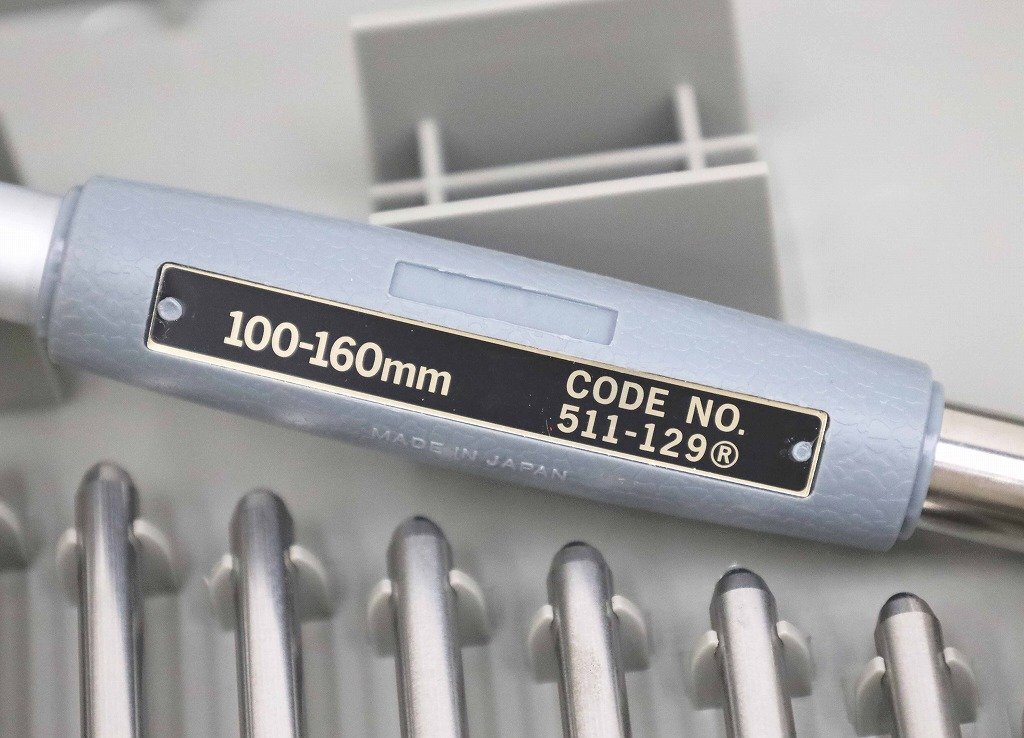 100-160mm
CODE NO.
511-129®
MADE IN JAPAN